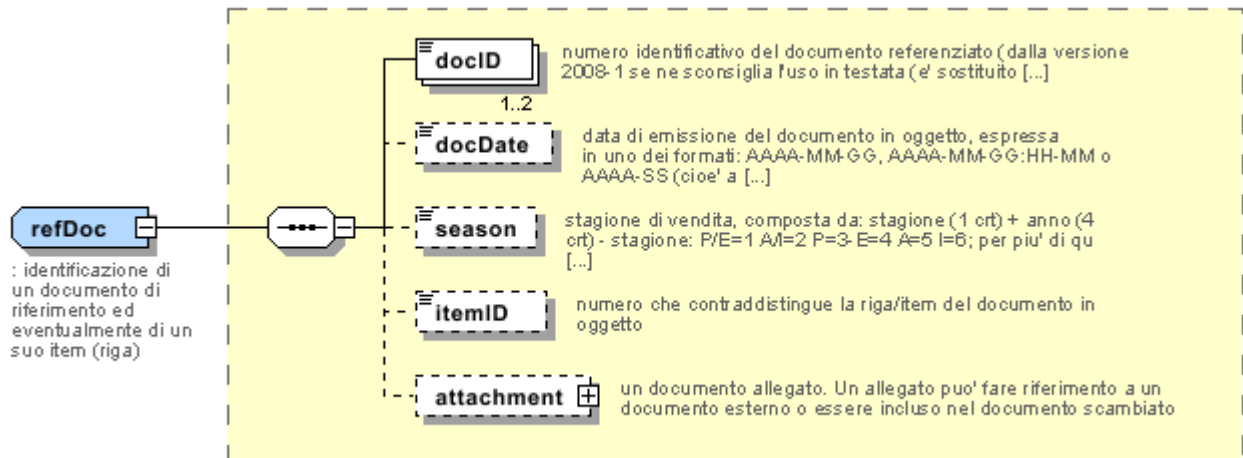 docID
numero identificativo del documento referenziato (dalla versione
2008-1 se ne sconsiglia l'uso in testata (e' sostituito [...]
1..2
docDate
data di emissione del documento in oggetto, espressa
in uno dei formati: AAAA-MM-GG, AAAA-MM-GG:HH-MM o
AAAA-SS (cioe' a [...]
refDoc
: identificazione di
un documento di
riferimento ed
eventualmente di un
suo item (riga)
season
stagione di vendita, composta da: stagione (1 crt) + anno (4
crt) - stagione: P/E=1 A/I=2 P=3- E=4 A=5 I=6; per piu' di qu
[...]
itemID
numero che contraddistingue la riga/item del documento in
oggetto
attachment
un documento allegato. Un allegato puo' fare riferimento a un
documento esterno o essere incluso nel documento scambiato